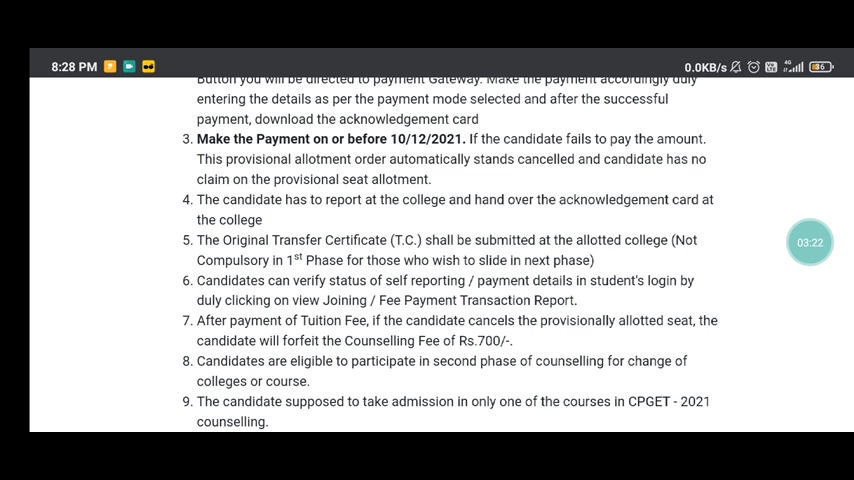 8:28 PM
0.0KB/s
4G
36
Button you will be directed to payment Gateway. Make the payment accordingly duly
entering the details as per the payment mode selected and after the successful
payment, download the acknowledgement card
3. Make the Payment on or before 10/12/2021. If the candidate fails to pay the amount.
This provisional allotment order automatically stands cancelled and candidate has no
claim on the provisional seat allotment.
4. The candidate has to report at the college and hand over the acknowledgement card at
the college
5. The Original Transfer Certificate (T.C.) shall be submitted at the allotted college (Not
Compulsory in 1st Phase for those who wish to slide in next phase)
03:22
6. Candidates can verify status of self reporting / payment details in student's login by
duly clicking on view Joining / Fee Payment Transaction Report.
7. After payment of Tuition Fee, if the candidate cancels the provisionally allotted seat, the
candidate will forfeit the Counselling Fee of Rs.700/-.
8. Candidates are eligible to participate in second phase of counselling for change of
colleges or course.
9. The candidate supposed to take admission in only one of the courses in CPGET - 2021
counselling.